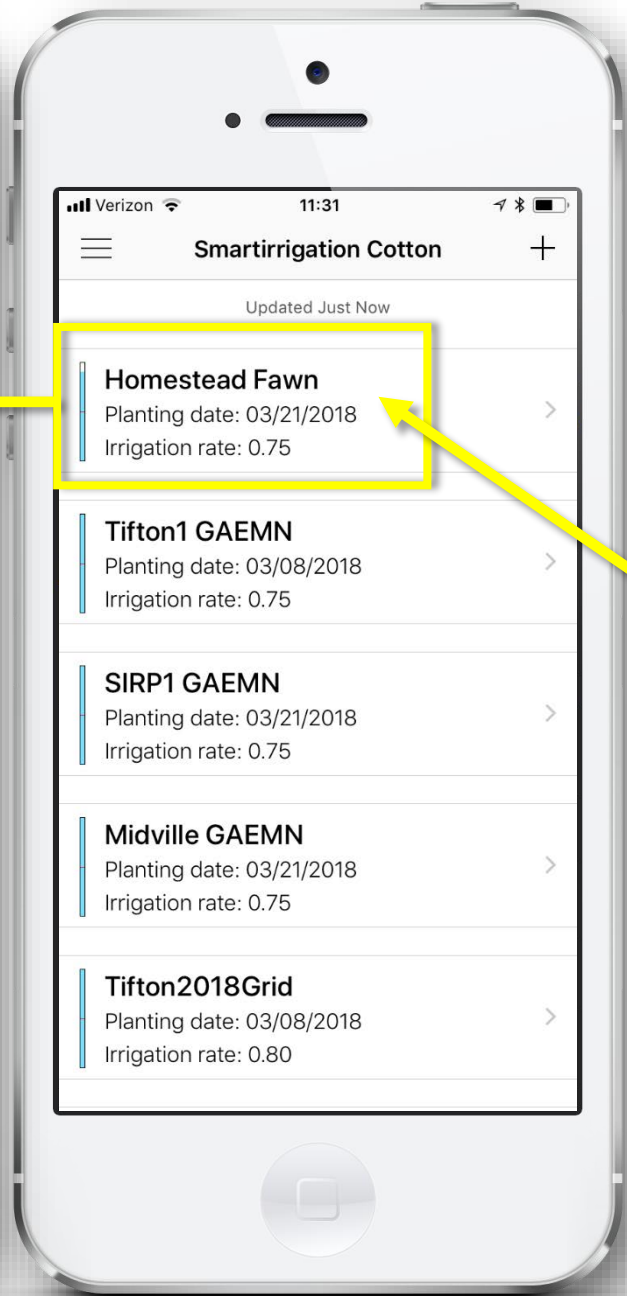 Verizon 11:31
Smartirrigation Cotton
Updated Just Now
Homestead Fawn
Planting date: 03/21/2018
Irrigation rate: 0.75
Tifton1 GAEMN
Planting date: 03/08/2018
Irrigation rate: 0.75
SIRP1 GAEMN
Planting date: 03/21/2018
Irrigation rate: 0.75
Midville GAEMN
Planting date: 03/21/2018
Irrigation rate: 0.75
Tifton2018Grid
Planting date: 03/08/2018
Irrigation rate: 0.80